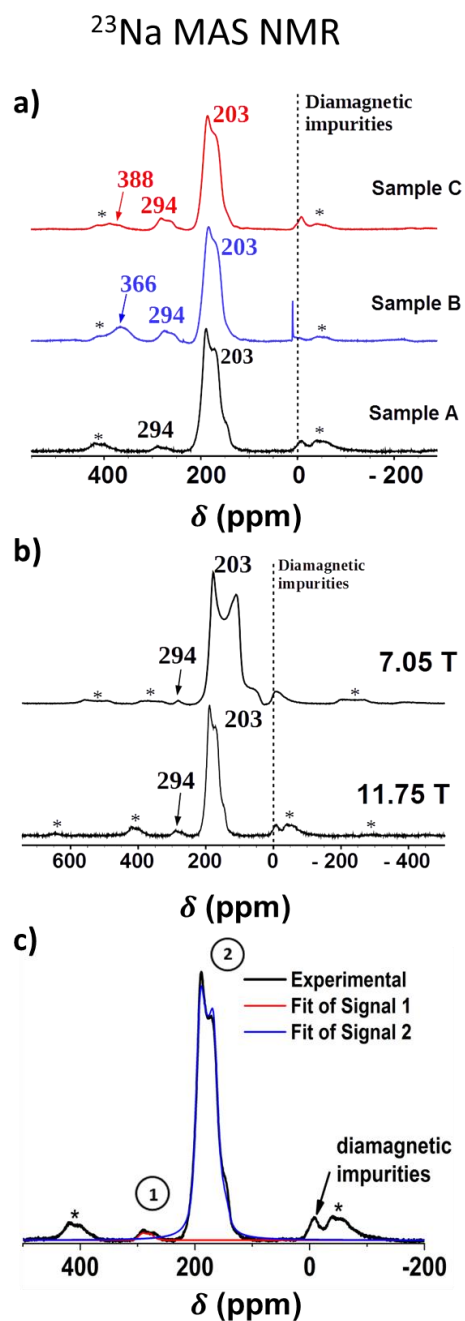 ²³Na MAS NMR
a)
Diamagnetic
impurities
203
388
294
*
*
Sample C
203
366
294
*
*
Sample B
203
294
*
*
Sample A
400 200 0 - 200
δ (ppm)
b)
203
Diamagnetic
impurities
294
* * *
7.05 T
203
294
* * * *
11.75 T
600 400 200 0 - 200 - 400
δ (ppm)
c)
2
Experimental
Fit of Signal 1
Fit of Signal 2
diamagnetic
impurities
1
* *
400 200 0 -200
δ (ppm)